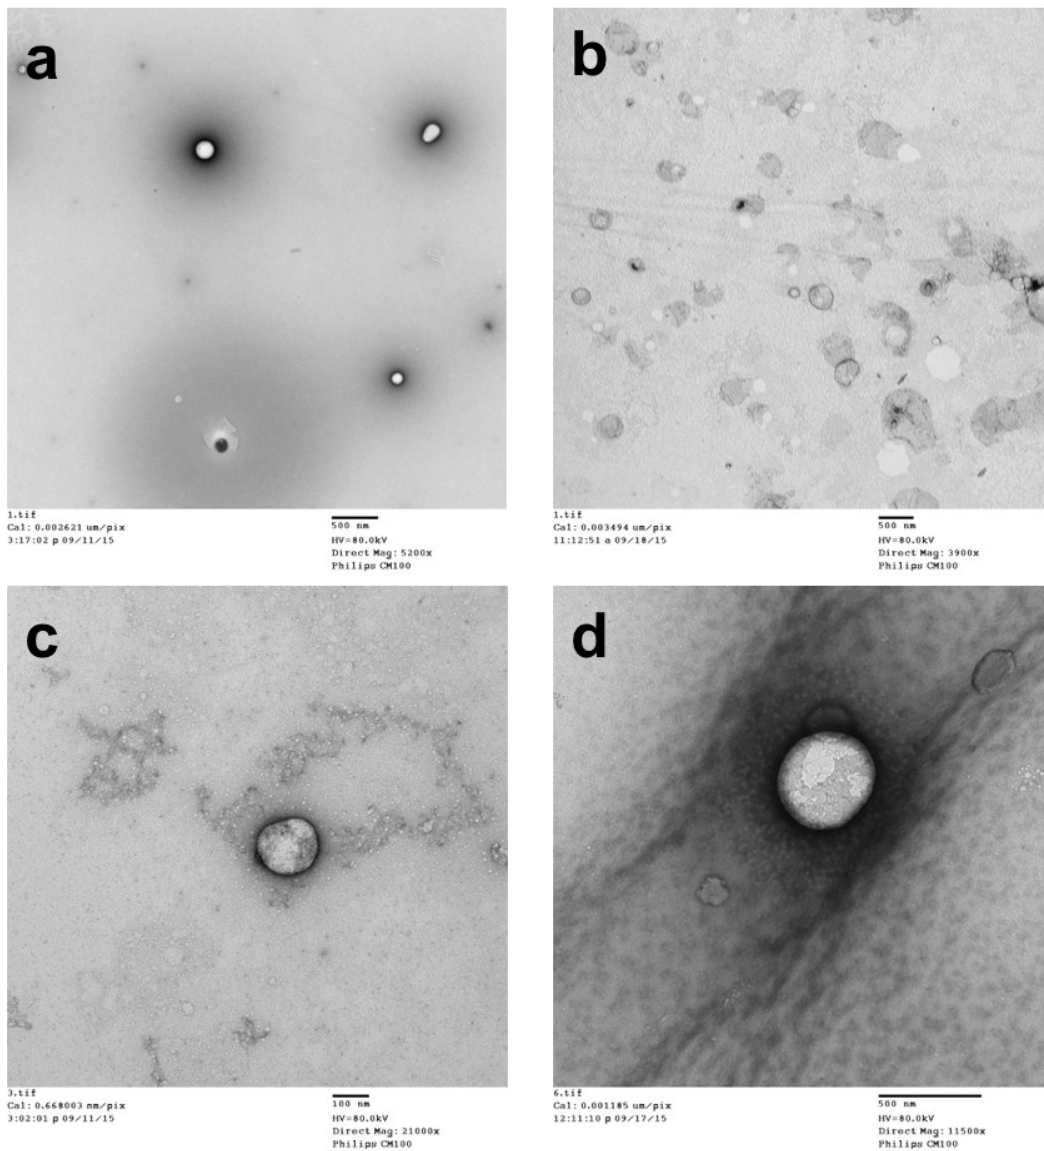 a
b
1.tif
Cal: 0.002621 um/pix
3:17:02 p 09/11/15
500 nm
HV=80.0kV
Direct Mag: 5200x
Philips CM100
1.tif
Cal: 0.003494 um/pix
11:12:51 a 09/18/15
500 nm
HV=80.0kV
Direct Mag: 3900x
Philips CM100
c
d
3.tif
Cal: 0.668003 nm/pix
3:02:01 p 09/11/15
100 nm
HV=80.0kV
Direct Mag: 21000x
Philips CM100
6.tif
Cal: 0.001185 um/pix
12:11:10 p 09/17/15
500 nm
HV=80.0kV
Direct Mag: 11500x
Philips CM100